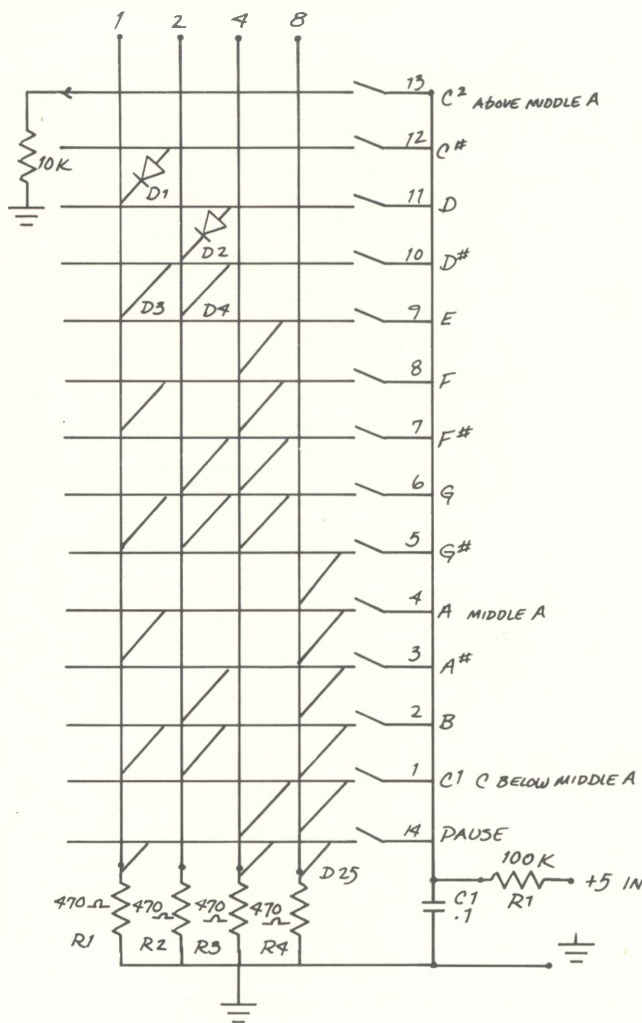 1 2 4 8
13 C² ABOVE MIDDLE A
12 C#
10K
D1
11 D
D2
10 D#
D3 D4
9 E
8 F
7 F#
6 G
5 G#
4 A MIDDLE A
3 A#
2 B
1 C1 C BELOW MIDDLE A
14 PAUSE
D25
100K
+5 IN
R1
C1
.1
470Ω 470Ω 470Ω 470Ω
R1 R2 R3 R4